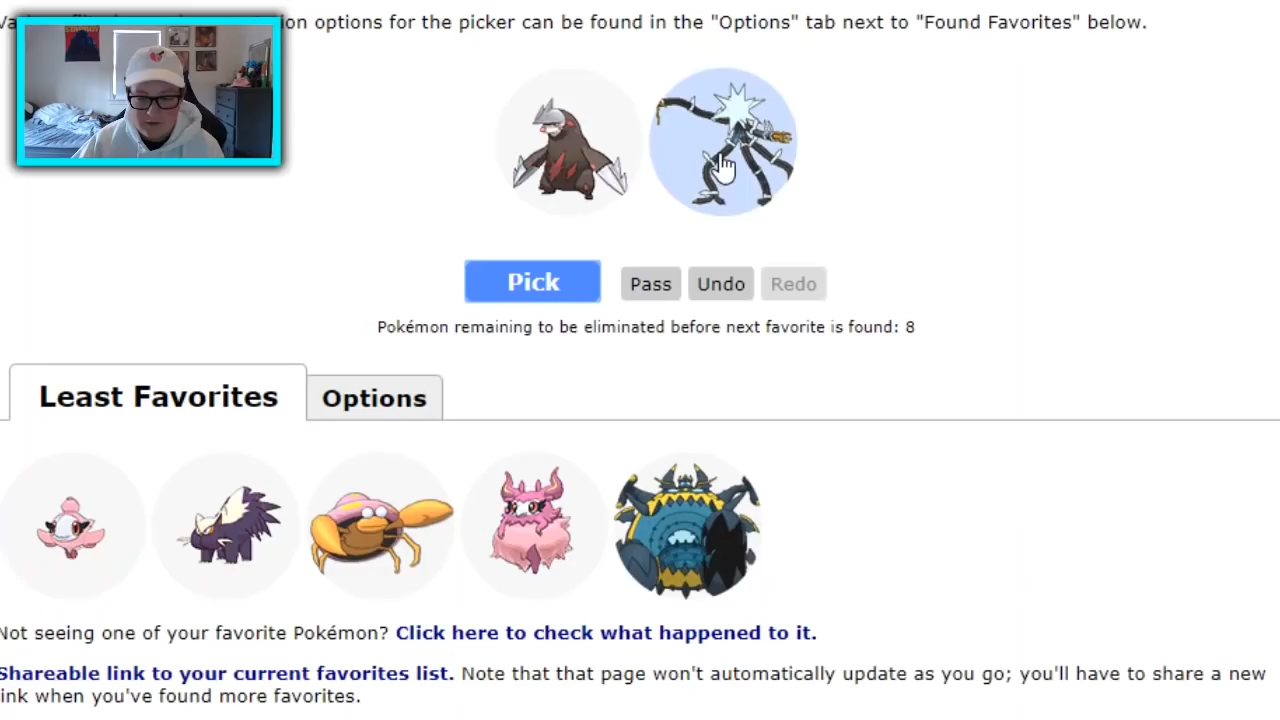 ion options for the picker can be found in the "Options" tab next to "Found Favorites" below.
Pick
Pass
Undo
Redo
Pokémon remaining to be eliminated before next favorite is found: 8
Least Favorites
Options
Not seeing one of your favorite Pokémon? Click here to check what happened to it.
Shareable link to your current favorites list. Note that that page won't automatically update as you go; you'll have to share a new
ink when you've found more favorites.